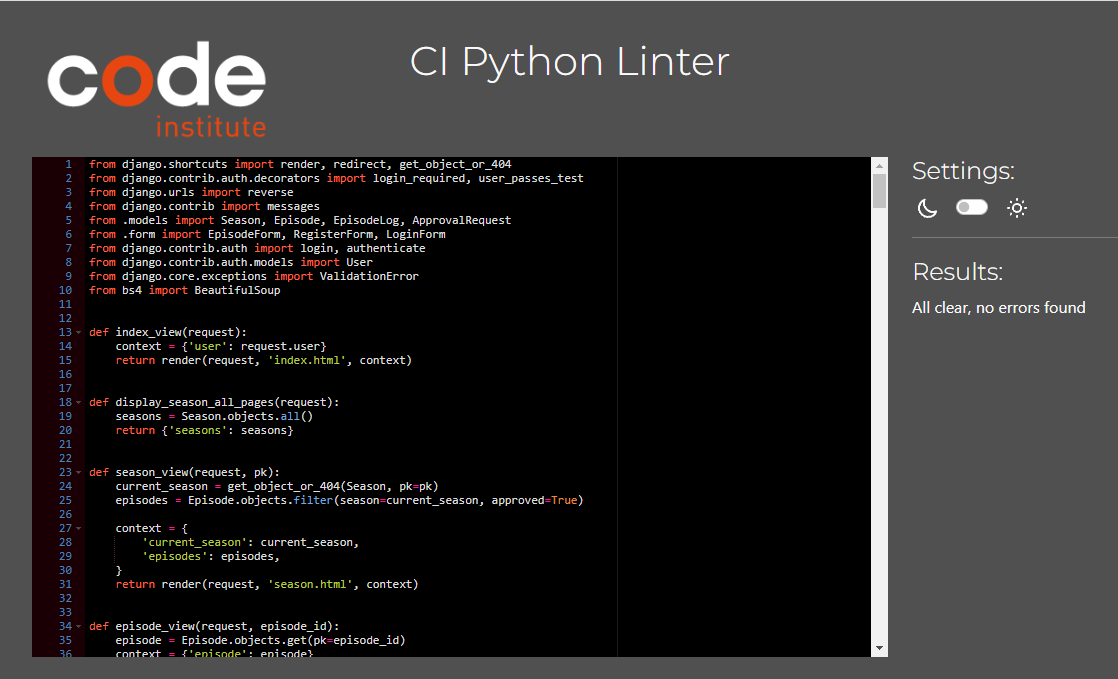 code
institute
CI Python Linter
1 from django.shortcuts import render, redirect, get_object_or_404
2 from django.contrib.auth.decorators import login_required, user_passes_test
3 from django.urls import reverse
4 from django.contrib import messages
5 from .models import Season, Episode, EpisodeLog, ApprovalRequest
6 from .form import EpisodeForm, RegisterForm, LoginForm
7 from django.contrib.auth import login, authenticate
8 from django.contrib.auth.models import User
9 from django.core.exceptions import ValidationError
10 from bs4 import BeautifulSoup
11
12
13 def index_view(request):
14     context = {'user': request.user}
15     return render(request, 'index.html', context)
16
17
18 def display_season_all_pages(request):
19     seasons = Season.objects.all()
20     return {'seasons': seasons}
21
22
23 def season_view(request, pk):
24     current_season = get_object_or_404(Season, pk=pk)
25     episodes = Episode.objects.filter(season=current_season, approved=True)
26
27     context = {
28         'current_season': current_season,
29         'episodes': episodes,
30     }
31     return render(request, 'season.html', context)
32
33
34 def episode_view(request, episode_id):
35     episode = Episode.objects.get(pk=episode_id)
36     context = {'episode': episode}
Settings:
Results:
All clear, no errors found